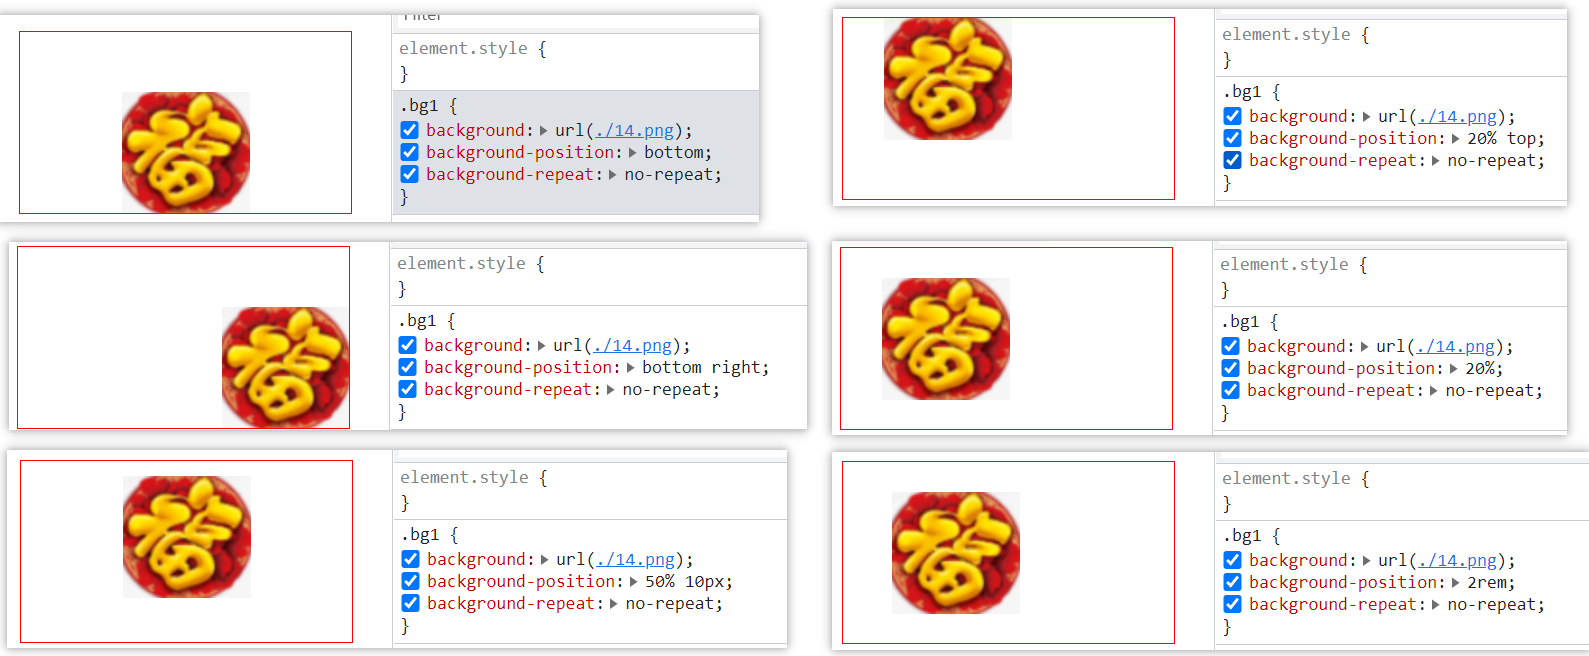 Filter
element.style {
}
.bg1 {
background: url(./14.png);
background-position: bottom;
background-repeat: no-repeat;
}
福
element.style {
}
.bg1 {
background: url(./14.png);
background-position: 20% top;
background-repeat: no-repeat;
}
福
element.style {
}
.bg1 {
background: url(./14.png);
background-position: bottom right;
background-repeat: no-repeat;
}
福
element.style {
}
.bg1 {
background: url(./14.png);
background-position: 20%;
background-repeat: no-repeat;
}
福
element.style {
}
.bg1 {
background: url(./14.png);
background-position: 50% 10px;
background-repeat: no-repeat;
}
福
element.style {
}
.bg1 {
background: url(./14.png);
background-position: 2rem;
background-repeat: no-repeat;
}
福